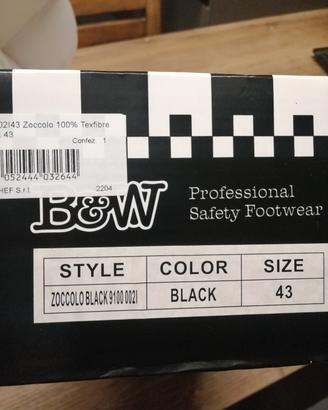 02I43 Zoccolo 100% Texfibre
43
Confez 1
052444 032644
HEF S.r.l. 2204
B&W
Professional
Safety Footwear
STYLE COLOR SIZE
ZOCCOLO BLACK 9100 002I BLACK 43